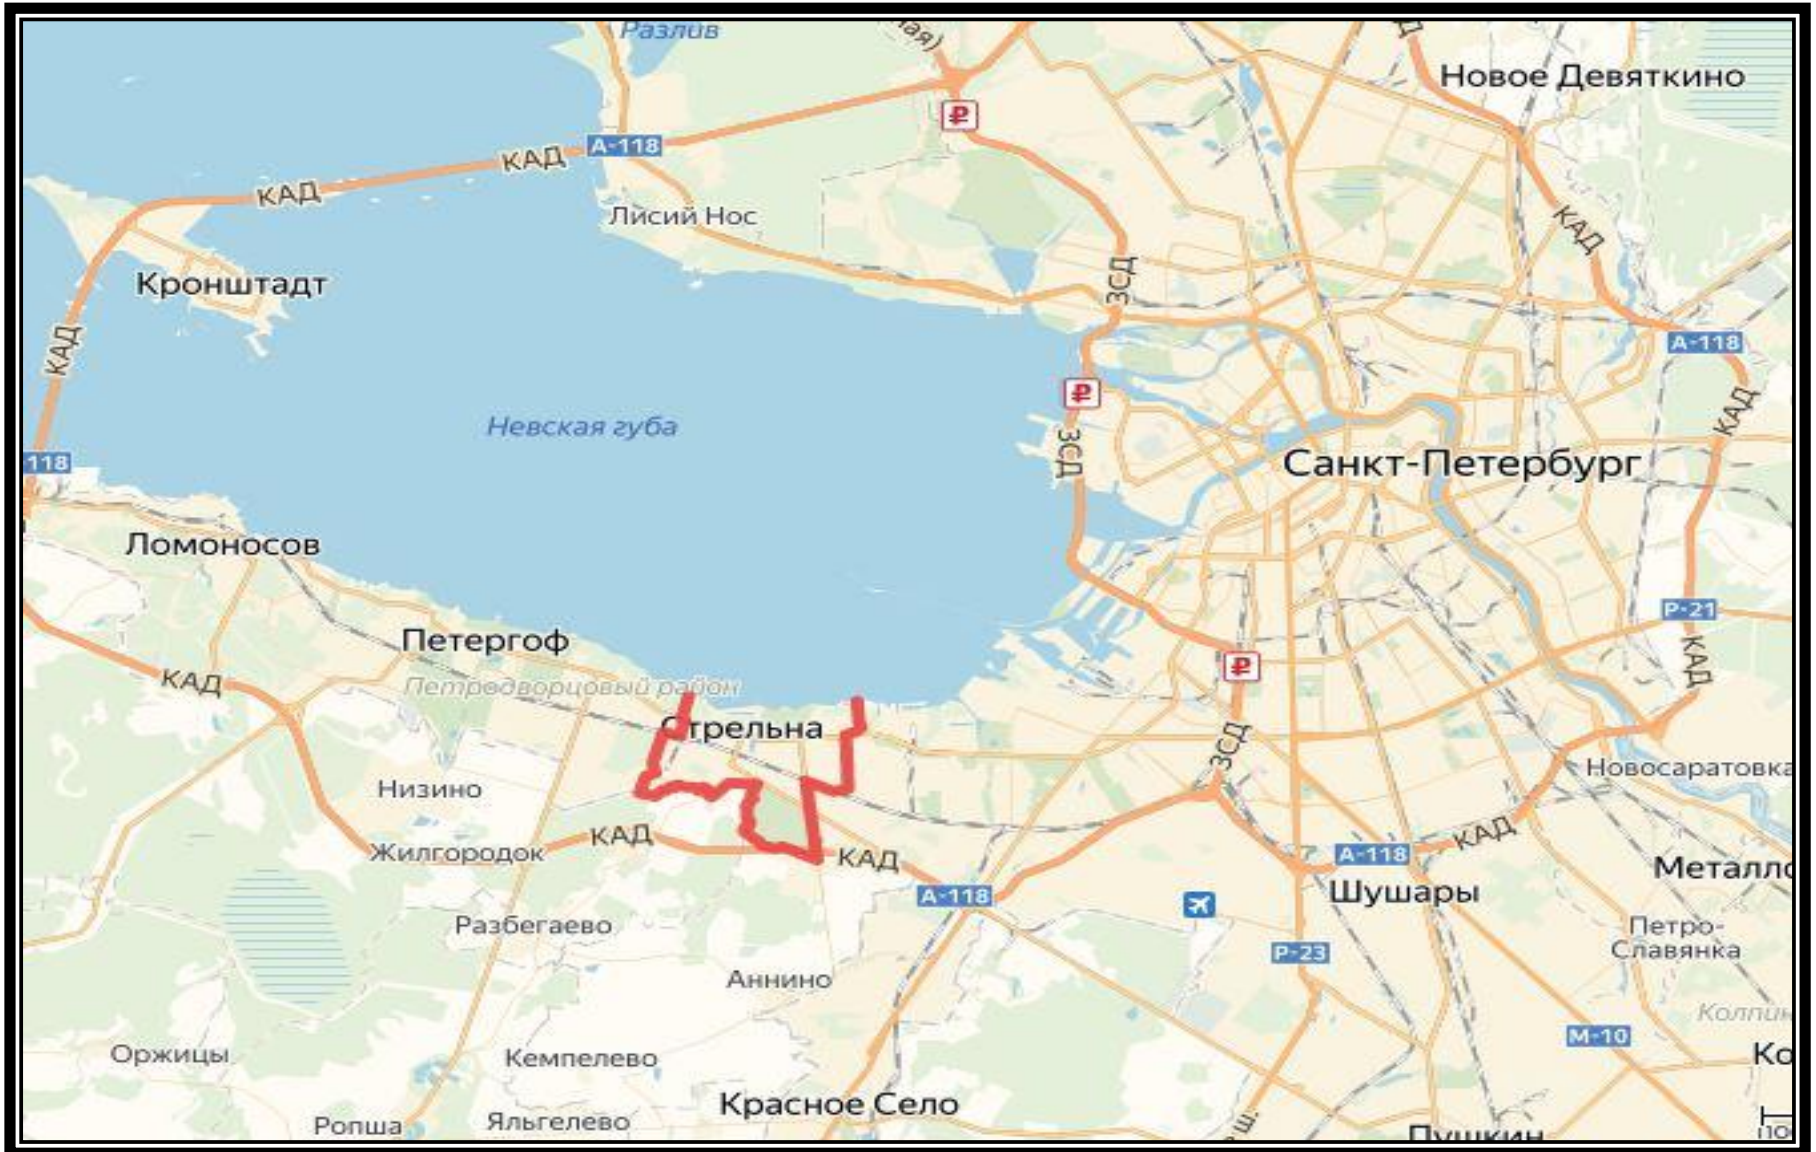 Разлив
ная)
Новое Девяткино
₽
А-118
КАД
КАД
Лисий Нос
КАД
Кронштадт
ЗСД
КАД
А-118
₽
КАД
Невская губа
ЗСД
Санкт-Петербург
118
Ломоносов
Р-21
Петергоф
КАД
₽
КАД
Петродворцовый район
Стрельна
ЗСД
Новосаратовка
Низино
КАД
КАД
Жилгородок
КАД
А-118
Металло
А-118
Шушары
Разбегаево
Петро-
Славянка
Р-23
Аннино
Колпин
М-10
Оржицы
Кемпелево
Ко
Красное Село
Ропша
Яльгелево
ш.
Пушкин